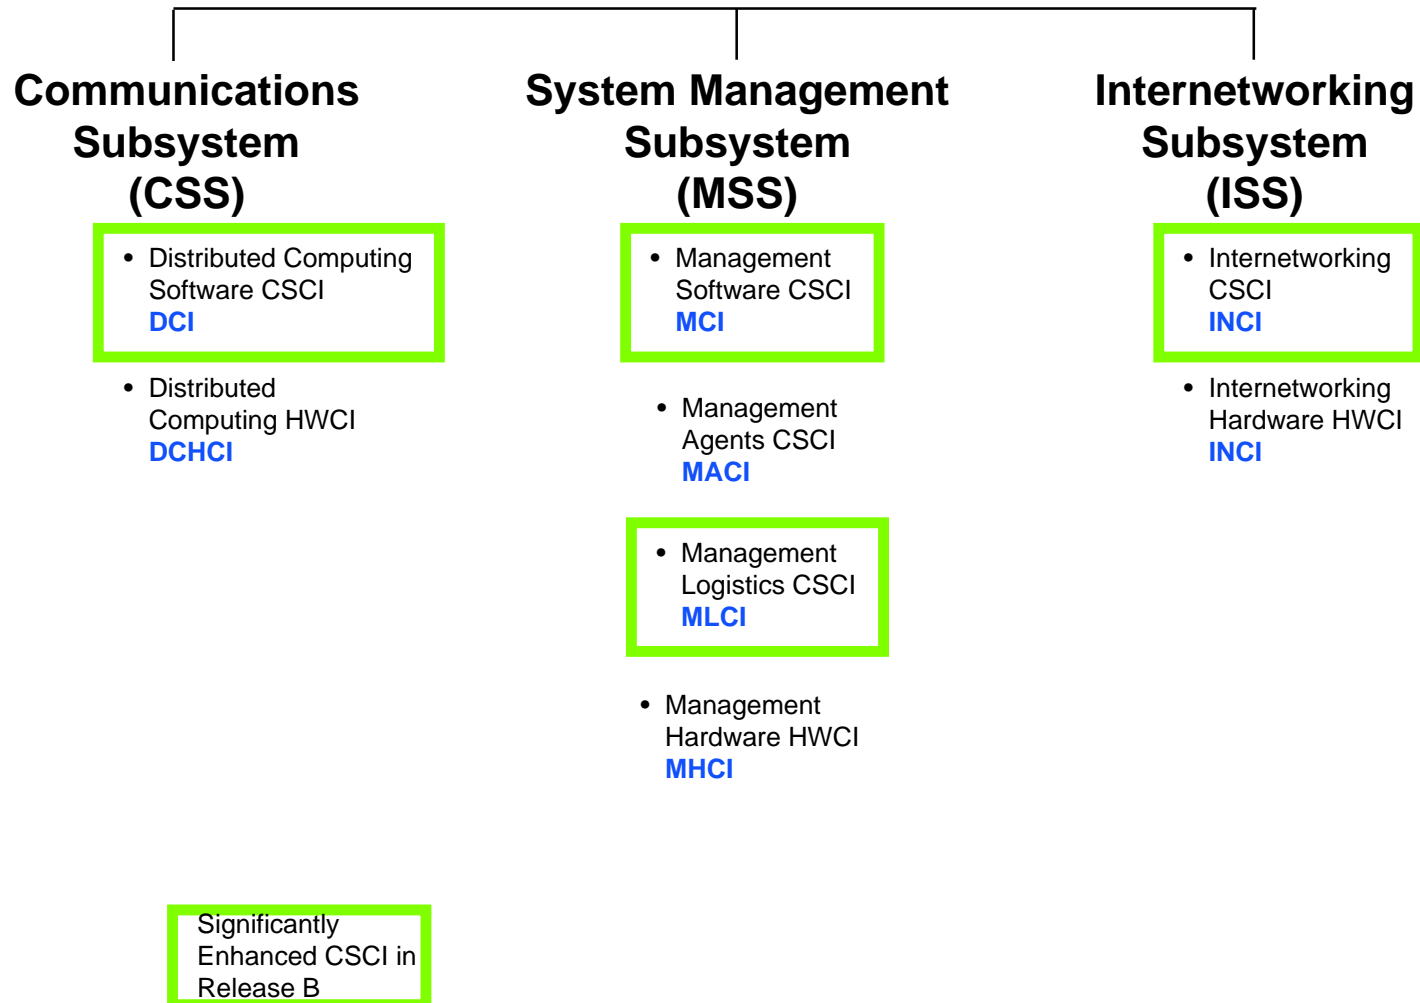 Communications
Subsystem
(CSS)
• Distributed Computing
Software CSCI
DCI
• Distributed
Computing HWCI
DCHCI
System Management
Subsystem
(MSS)
• Management
Software CSCI
MCI
• Management
Agents CSCI
MACI
• Management
Logistics CSCI
MLCI
• Management
Hardware HWCI
MHCI
Internetworking
Subsystem
(ISS)
• Internetworking
CSCI
INCI
• Internetworking
Hardware HWCI
INCI
Significantly
Enhanced CSCI in
Release B